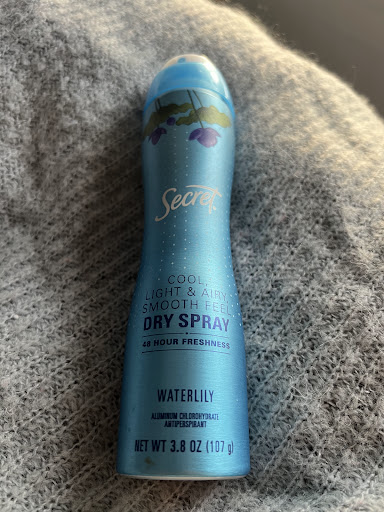 Secret
COOL,
LIGHT & AIRY
SMOOTH FEEL
DRY SPRAY
48 HOUR FRESHNESS
WATERLILY
ALUMINUM CHLOROHYDRATE
ANTIPERSPIRANT
NET WT 3.8 OZ (107 g)